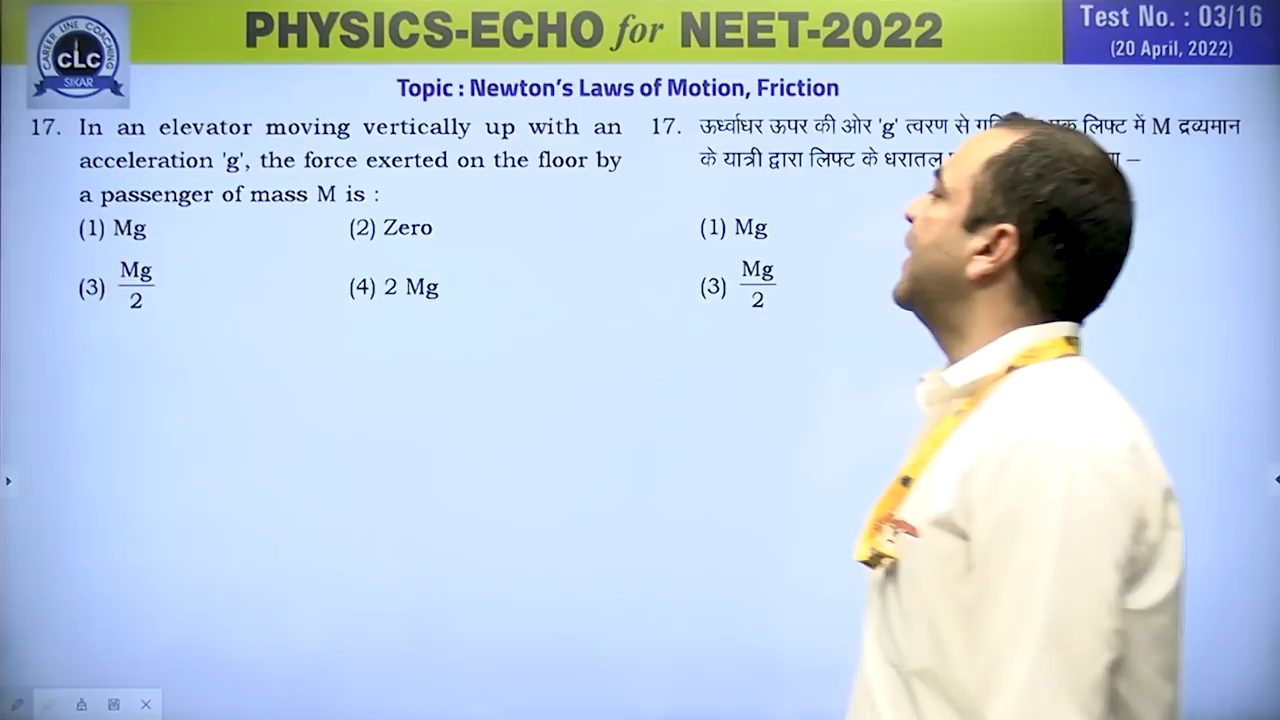 CAREER LINE COACHING
CLC
SIKAR
PHYSICS-ECHO for NEET-2022
Test No. : 03/16
(20 April, 2022)
Topic : Newton's Laws of Motion, Friction
17. In an elevator moving vertically up with an
acceleration 'g', the force exerted on the floor by
a passenger of mass M is :
(1) Mg (2) Zero
(3) Mg/2 (4) 2 Mg
17. ऊर्ध्वाधर ऊपर की ओर 'g' त्वरण से लिफ्ट में M द्रव्यमान
के यात्री द्वारा लिफ्ट के धरातल –
(1) Mg
(3) Mg/2